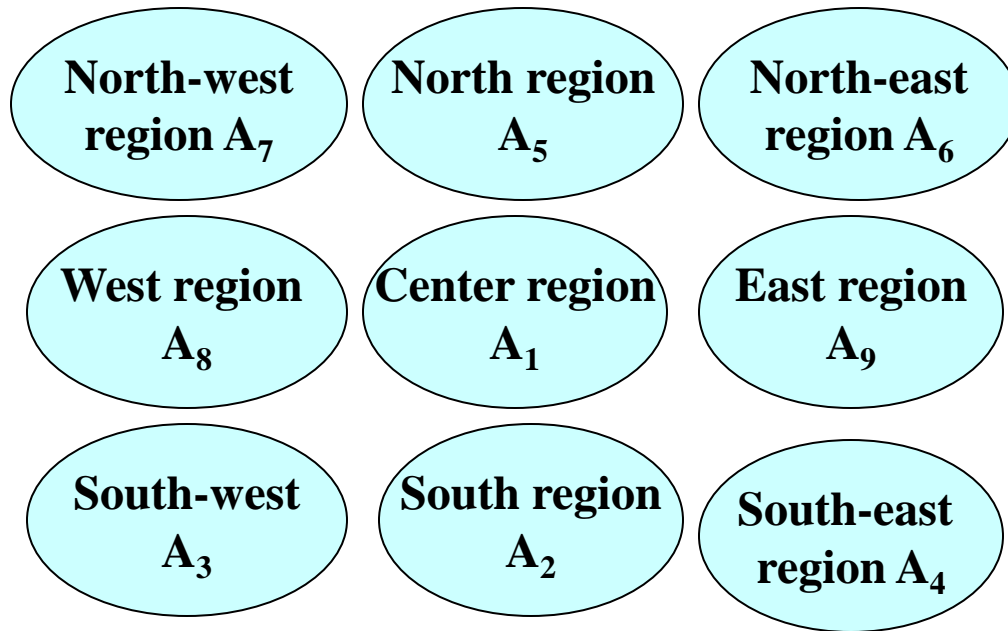 North-west
region A₇
North region
A₅
North-east
region A₆
West region
A₈
Center region
A₁
East region
A₉
South-west
A₃
South region
A₂
South-east
region A₄